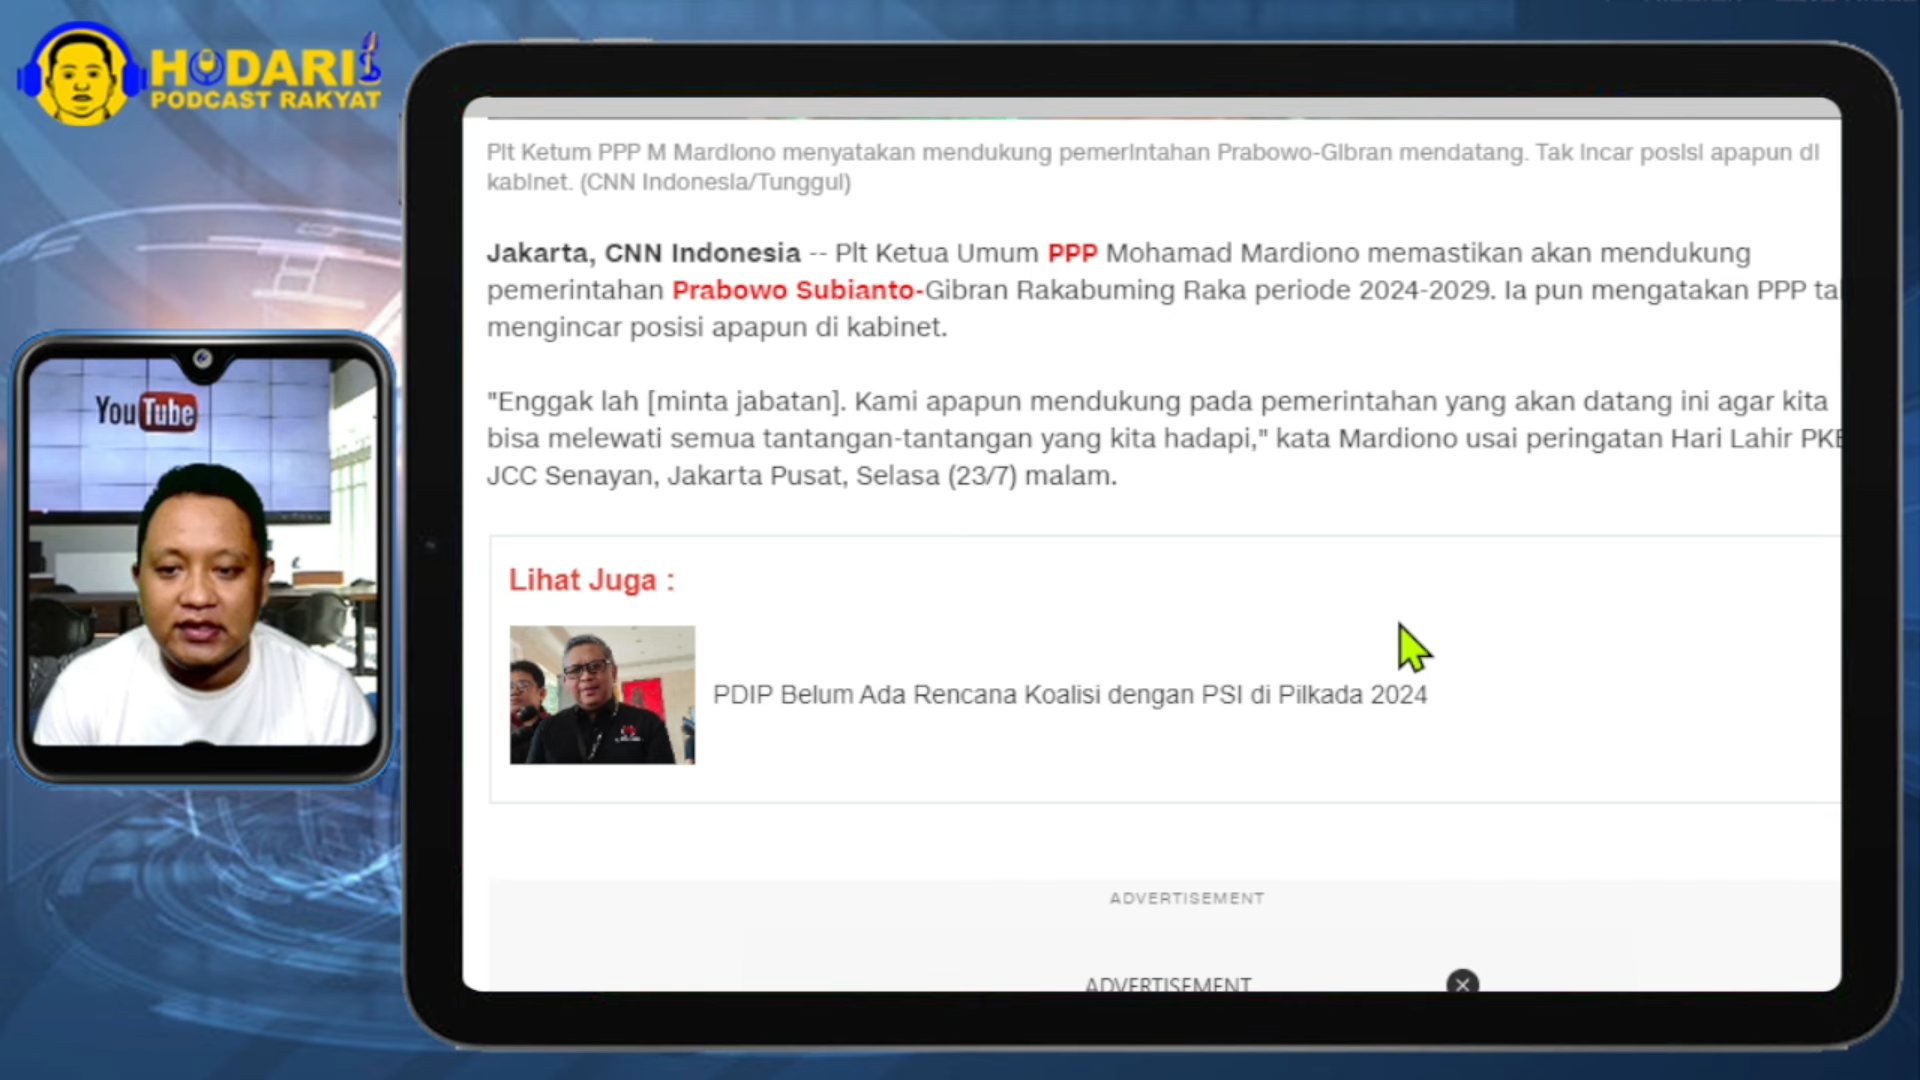 HODARI
PODCAST RAKYAT
YouTube
Plt Ketum PPP M Mardiono menyatakan mendukung pemerintahan Prabowo-Gibran mendatang. Tak incar posisi apapun di
kabinet. (CNN Indonesia/Tunggul)
Jakarta, CNN Indonesia -- Plt Ketua Umum PPP Mohamad Mardiono memastikan akan mendukung
pemerintahan Prabowo Subianto-Gibran Rakabuming Raka periode 2024-2029. Ia pun mengatakan PPP
mengincar posisi apapun di kabinet.
"Enggak lah [minta jabatan]. Kami apapun mendukung pada pemerintahan yang akan datang ini agar kita
bisa melewati semua tantangan-tantangan yang kita hadapi," kata Mardiono usai peringatan Hari Lahir
JCC Senayan, Jakarta Pusat, Selasa (23/7) malam.
Lihat Juga :
PDIP Belum Ada Rencana Koalisi dengan PSI di Pilkada 2024
ADVERTISEMENT
ADVERTISEMENT